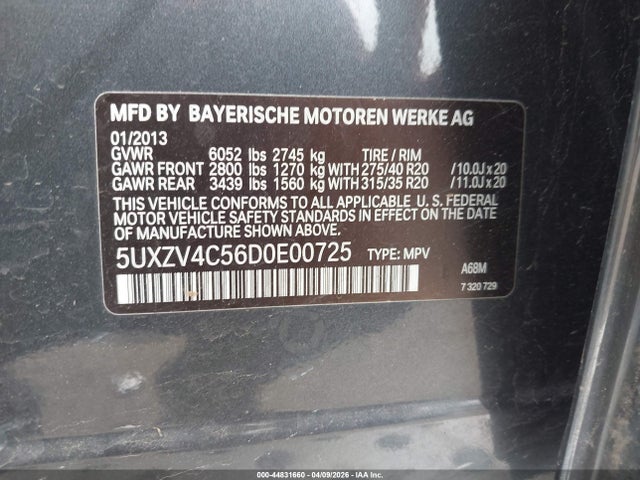 MFD BY BAYERISCHE MOTOREN WERKE AG
01/2013
GVWR 6052 lbs 2745 kg TIRE / RIM
GAWR FRONT 2800 lbs 1270 kg WITH 275/40 R20 /10.0J x 20
GAWR REAR 3439 lbs 1560 kg WITH 315/35 R20 /11.0J x 20
THIS VEHICLE CONFORMS TO ALL APPLICABLE U. S. FEDERAL
MOTOR VEHICLE SAFETY STANDARDS IN EFFECT ON THE DATE
OF MANUFACTURE SHOWN ABOVE.
5UXZV4C56D0E00725 TYPE: MPV
A68M
7 320 729
000-44831660 - 04/09/2026 - IAAI.COM